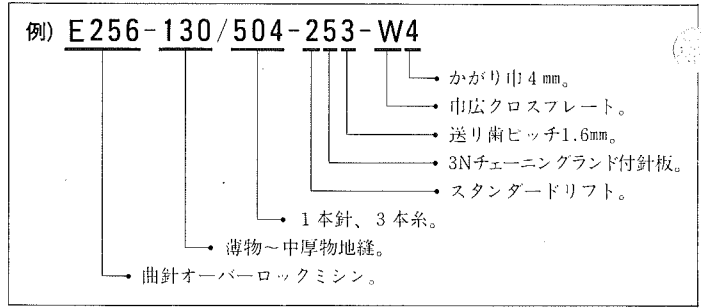 例) E256-130/504-253-W4
かがり巾4㎜。
巾広クロスプレート。
送り歯ピッチ1.6㎜。
3Nチェーニングランド付針板。
スタンダードリフト。
1本針、3本糸。
薄物~中厚物地縫。
曲針オーバーロックミシン。